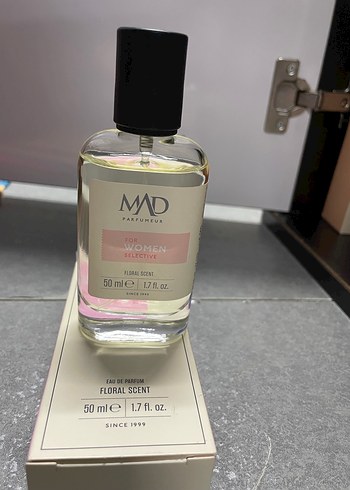 MAD
PARFUMEUR
FOR
WOMEN
SELECTIVE
FLORAL SCENT
50 ml ℮ 1.7 fl. oz.
SINCE 1999
EAU DE PARFUM
FLORAL SCENT
50 ml ℮ 1.7 fl. oz.
SINCE 1999